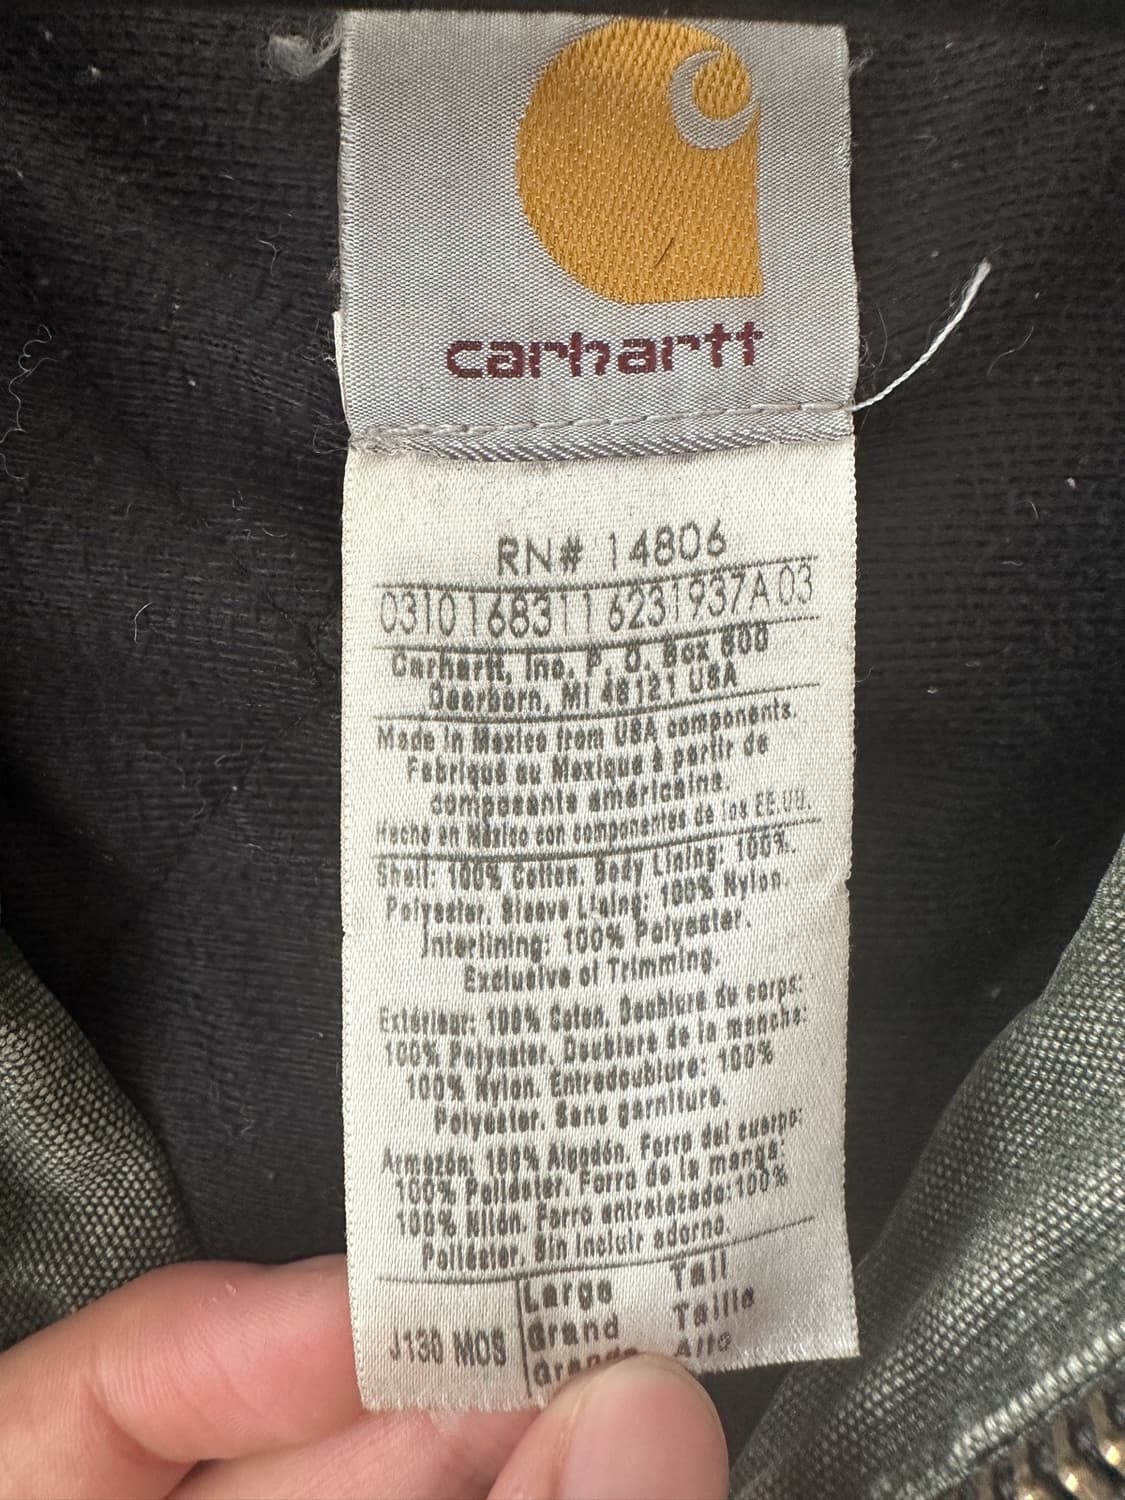 carhartt
RN# 14806
0310168311 6231937A 03
Carhartt, Inc. P. O. Box 600
Dearborn, MI 48121 USA
Made in Mexico from USA components.
Fabriqué au Mexique à partir de
composants américains.
Hecho en México con componentes de los EE.UU.
Shell: 100% Cotton. Body Lining: 100%
Polyester. Sleeve Lining: 100% Nylon.
Interlining: 100% Polyester.
Exclusive of Trimming.
Extérieur: 100% Coton. Doublure du corps:
100% Polyester. Doublure de la manche:
100% Nylon. Entredoublure: 100%
Polyester. Sans garniture.
Armazón: 100% Algodón. Forro del cuerpo:
100% Poliéster. Forro de la manga:
100% Nilón. Forro entrelazado: 100%
Poliéster. Sin incluir adorno.
J130 MOS
Large Tall
Grand Taille
Grande Alto